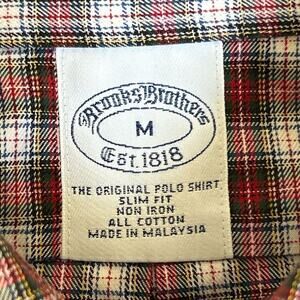 Brooks Brothers
M
Est. 1818
THE ORIGINAL POLO SHIRT
SLIM FIT
NON IRON
ALL COTTON
MADE IN MALAYSIA